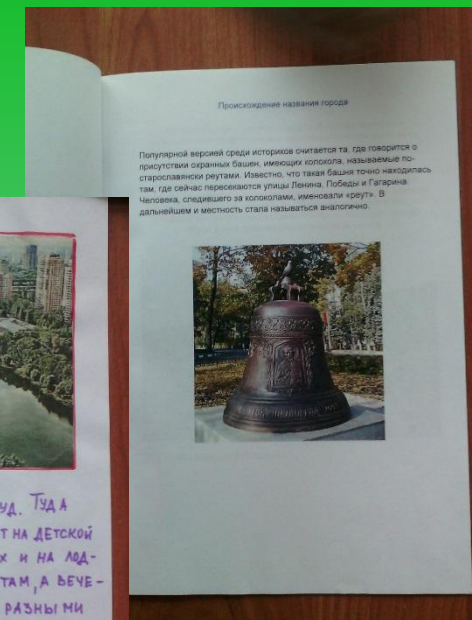 Происхождение названия города
Популярной версией среди историков считается та, где говорится о
присутствии охранных башен, имеющих колокола, называемые по-
старославянски реутами. Известно, что такая башня точно находилась
там, где сейчас пересекаются улицы Ленина, Победы и Гагарина.
Человека, следившего за колоколами, именовали «реут». В
дальнейшем и местность стала называться аналогично.
УД. ТУДА
Т НА ДЕТСКОЙ
Х И НА ЛОД-
ТАМ, А ВЕЧЕ-
РАЗНЫМИ